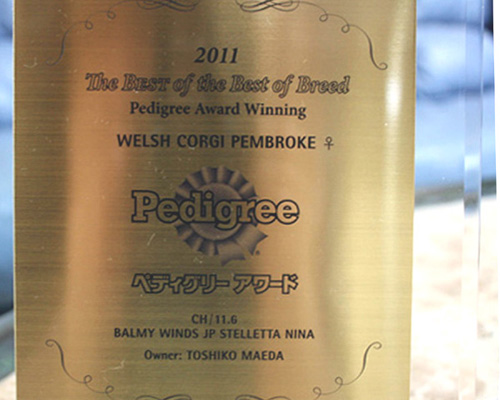 2011
The BEST of the Best of Breed
Pedigree Award Winning
WELSH CORGI PEMBROKE ♀
Pedigree
ペディグリー アワード
CH/11.6
BALMY WINDS JP STELLETTA NINA
Owner: TOSHIKO MAEDA